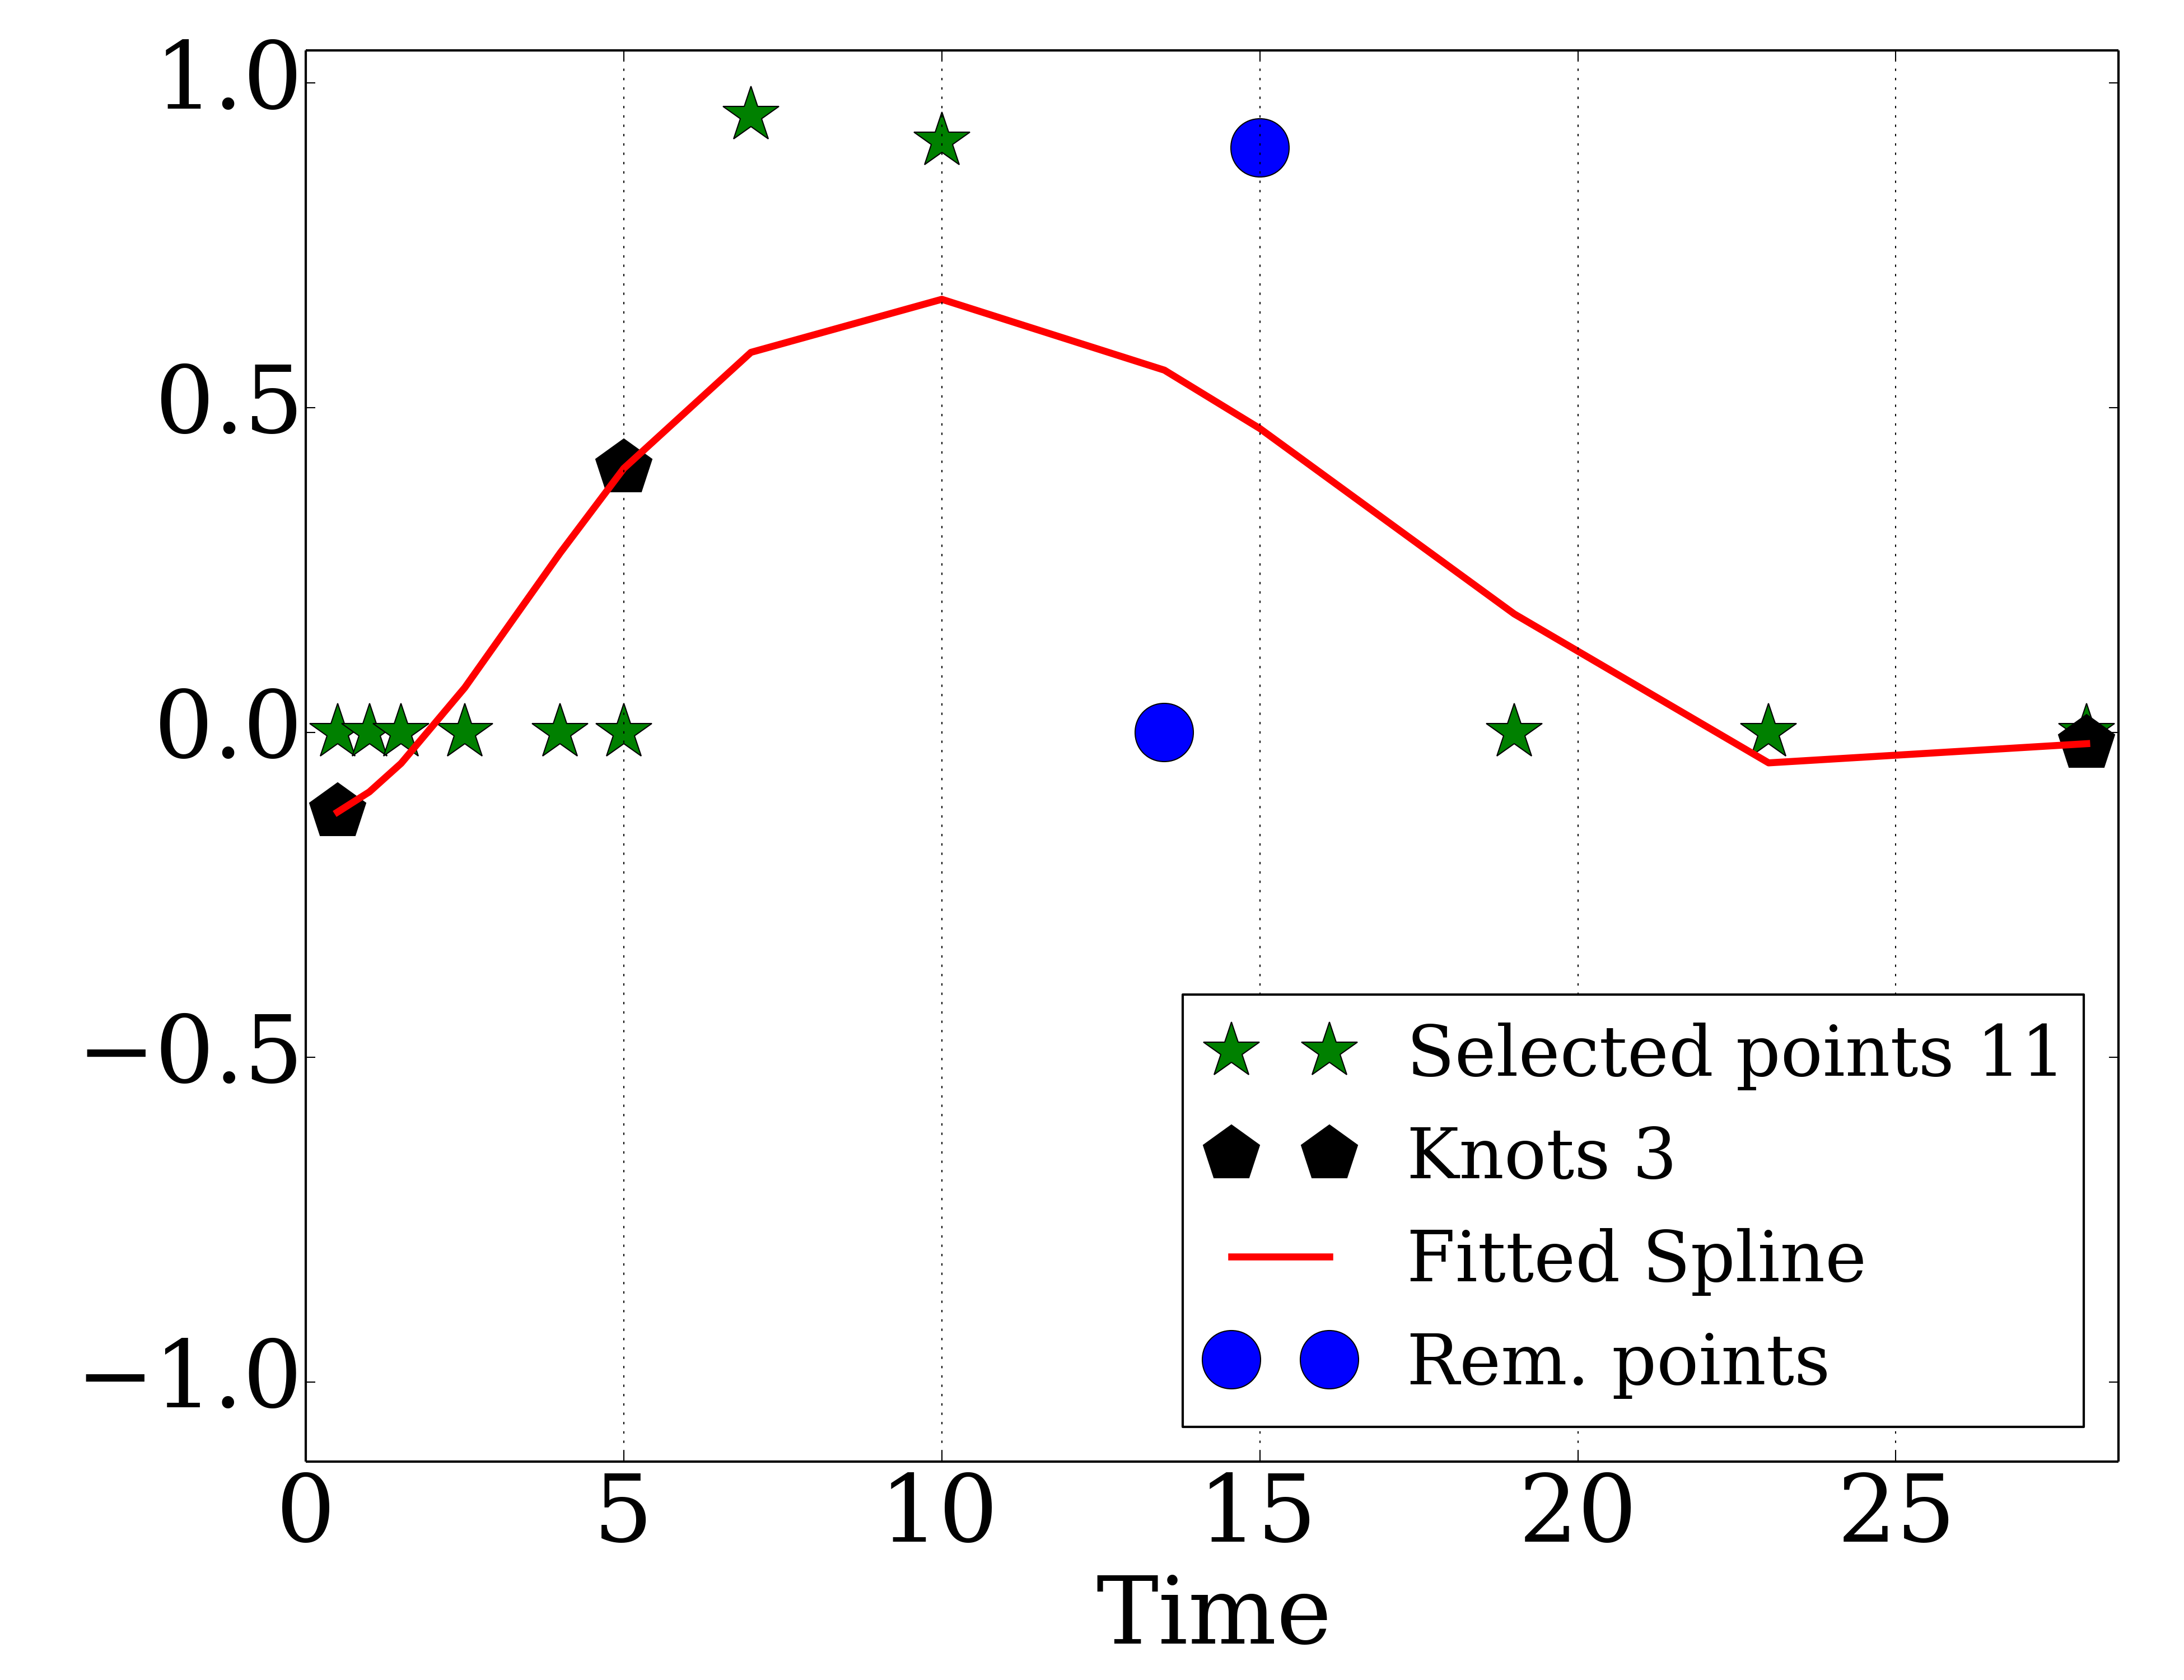 1.0
0.5
0.0
−0.5
−1.0
Selected points 11
Knots 3
Fitted Spline
Rem. points
0 5 10 15 20 25
Time